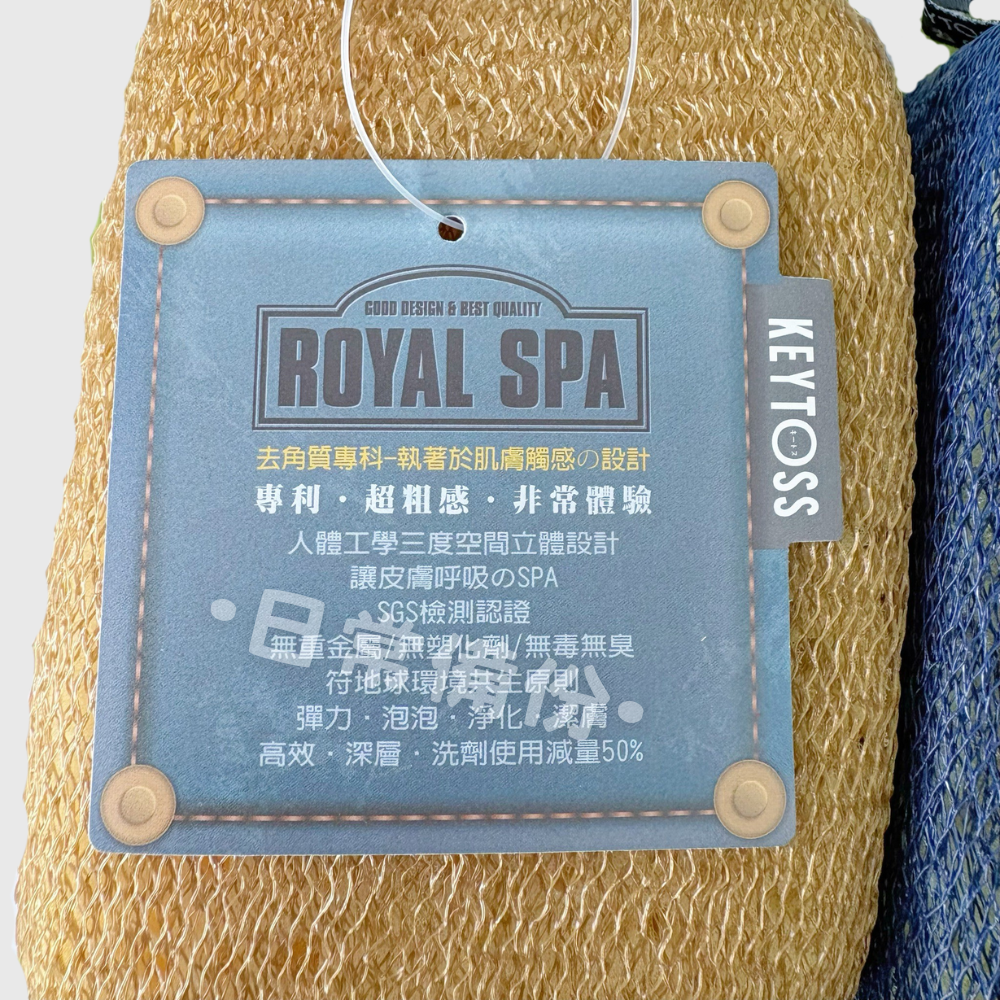 GOOD DESIGN & BEST QUALITY
ROYAL SPA
去角質專科-執著於肌膚觸感の設計
專利・超粗感・非常體驗
人體工學三度空間立體設計
讓皮膚呼吸のSPA
SGS檢測認證
無重金屬/無塑化劑/無毒無臭
符地球環境共生原則
彈力・泡泡・淨化・潔膚
高效・深層・洗劑使用減量50%
KEYTOSS
キートス
・日常備份・